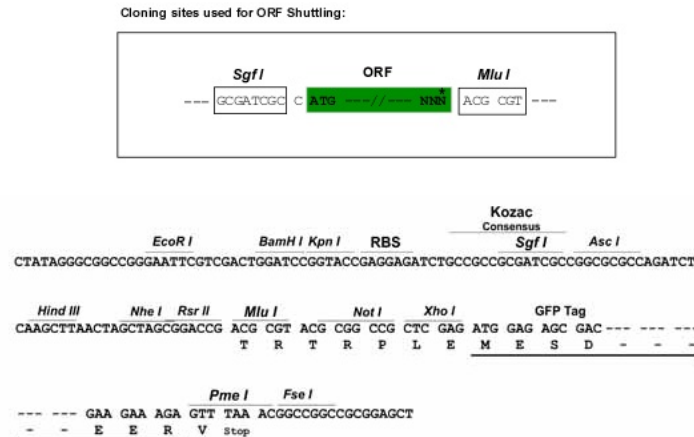 Cloning sites used for ORF Shuttling:
Sgf I ORF Mlu I
--- GCGATCGC C ATG ---//--- NNN* ACG CGT ---
Kozac
Consensus
EcoR I BamH I Kpn I RBS Sgf I Asc I
CTATAGGGCGGCCGGGAATTCGTCGACTGGATCCGGTACCGAGGAGATCTGCCGCCGCGATCGCCGGCGCGCCAGATCT
Hind III Nhe I Rsr II Mlu I Not I Xho I GFP Tag
CAAGCTTAACTAGCTAGCGGACCG ACG CGT ACG CGG CCG CTC GAG ATG GAG AGC GAC--- --- ---
T R T R P L E M E S D - - -
Pme I Fse I
--- --- GAA GAA AGA GTT TAA ACGGCCGGCCGCGGAGCT
- - E E R V Stop